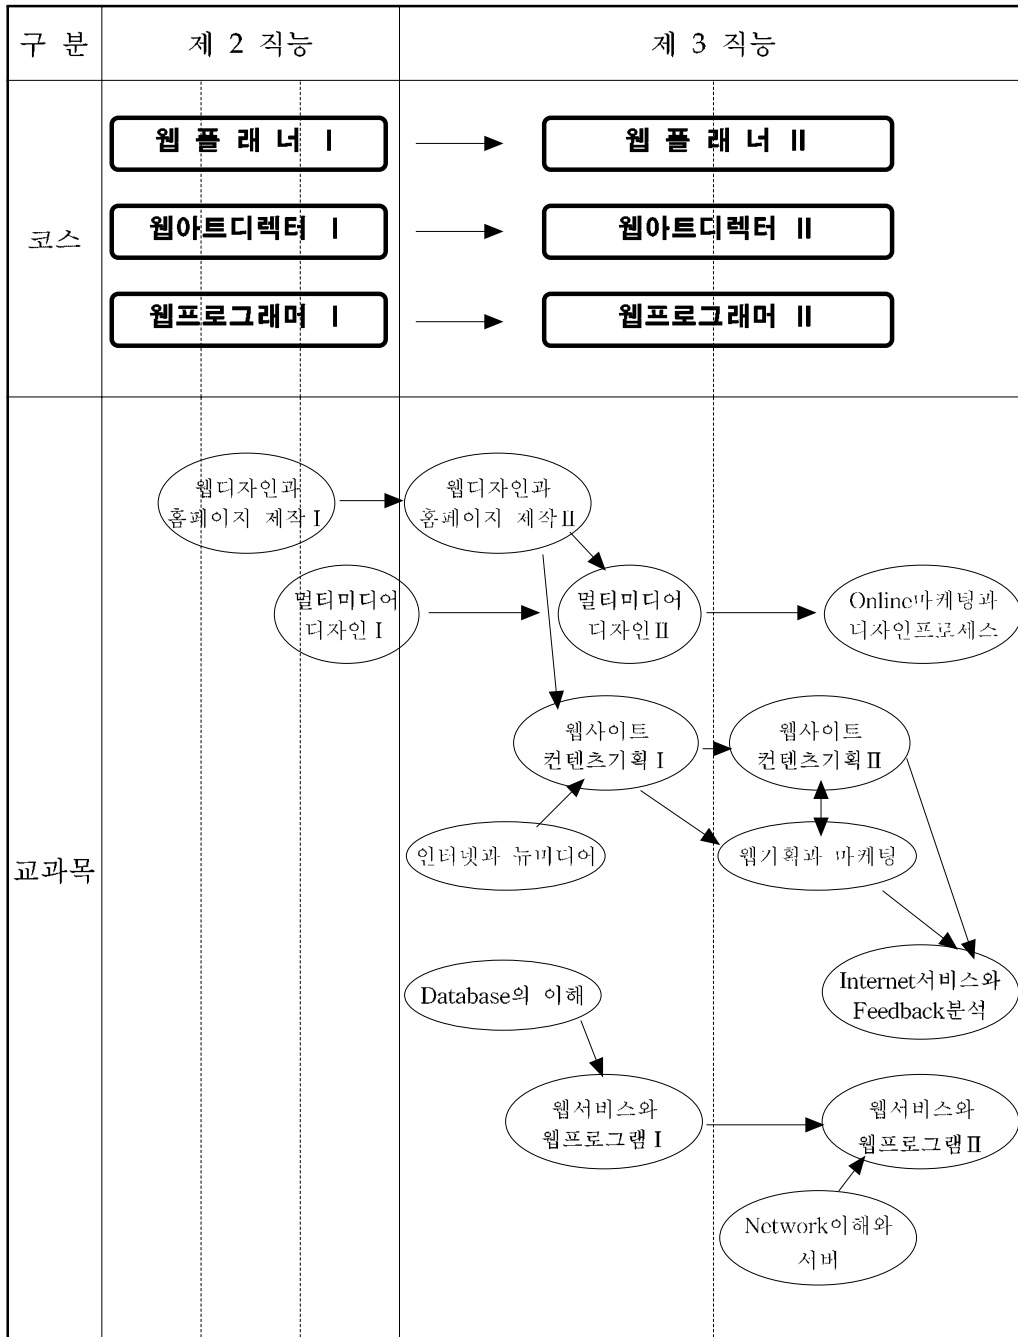 구 분
제 2 직능
제 3 직능
코스
웹 플 래 너 Ⅰ
웹 플 래 너 Ⅱ
웹아트디렉터 Ⅰ
웹아트디렉터 Ⅱ
웹프로그래머 Ⅰ
웹프로그래머 Ⅱ
교과목
웹디자인과
홈페이지 제작Ⅰ
웹디자인과
홈페이지 제작Ⅱ
멀티미디어
디자인Ⅰ
멀티미디어
디자인Ⅱ
Online마케팅과
디자인프로세스
웹사이트
컨텐츠기획Ⅰ
웹사이트
컨텐츠기획Ⅱ
인터넷과 뉴미디어
웹기획과 마케팅
Database의 이해
Internet서비스와
Feedback분석
웹서비스와
웹프로그램Ⅰ
웹서비스와
웹프로그램Ⅱ
Network이해와
서버